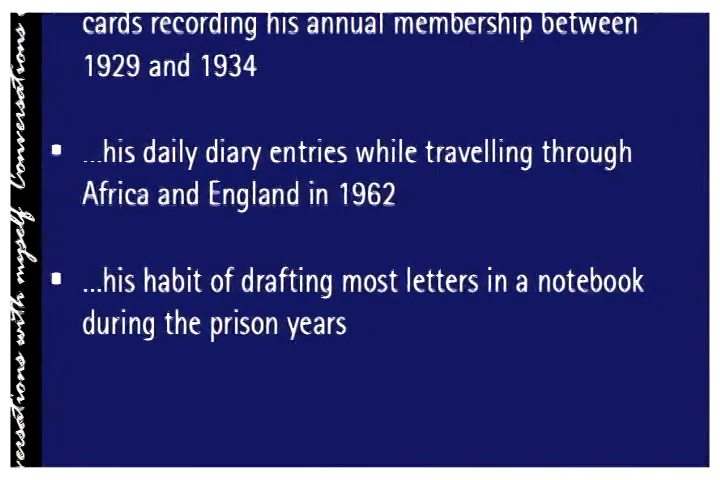 cards recording his annual membership between
1929 and 1934
▪ ...his daily diary entries while travelling through
Africa and England in 1962
▪ ...his habit of drafting most letters in a notebook
during the prison years
versations with myself Conversations